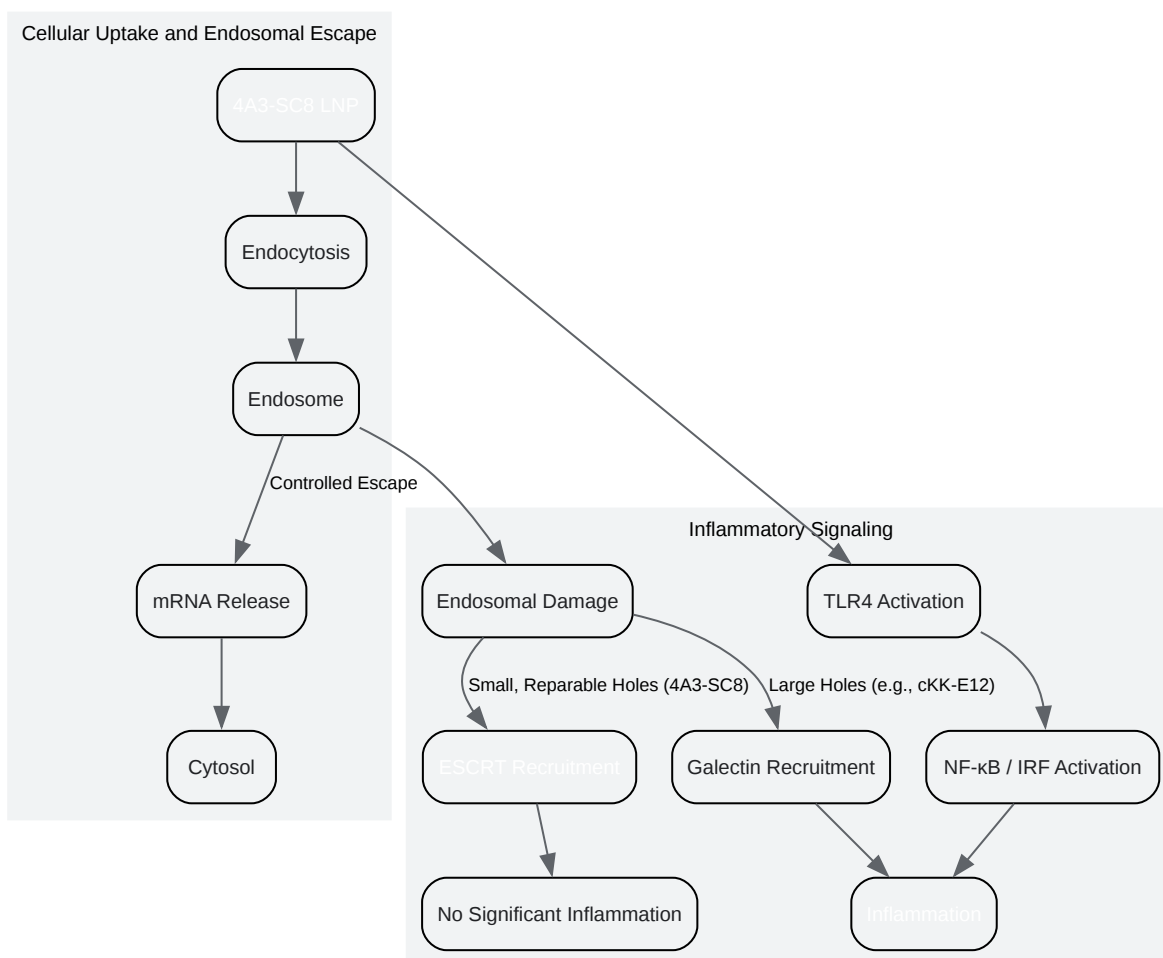 Cellular Uptake and Endosomal Escape
4A3-SC8 LNP
Endocytosis
Endosome
Controlled Escape
mRNA Release
Cytosol
Inflammatory Signaling
Endosomal Damage
TLR4 Activation
Small, Reparable Holes (4A3-SC8)
Large Holes (e.g., cKK-E12)
ESCRT Recruitment
Galectin Recruitment
NF-κB / IRF Activation
No Significant Inflammation
Inflammation